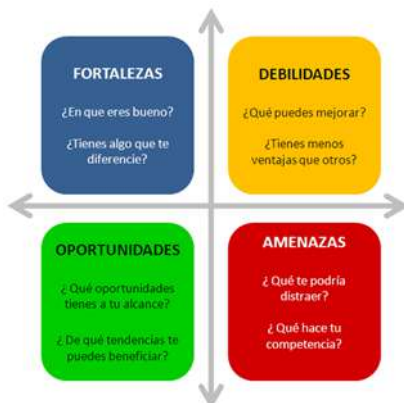 FORTALEZAS
¿En que eres bueno?
¿Tienes algo que te
diferencie?
DEBILIDADES
¿Qué puedes mejorar?
¿Tienes menos
ventajas que otros?
OPORTUNIDADES
¿ Qué oportunidades
tienes a tu alcance?
¿ De qué tendencias te
puedes beneficiar?
AMENAZAS
¿ Qué te podría
distraer?
¿ Qué hace tu
competencia?